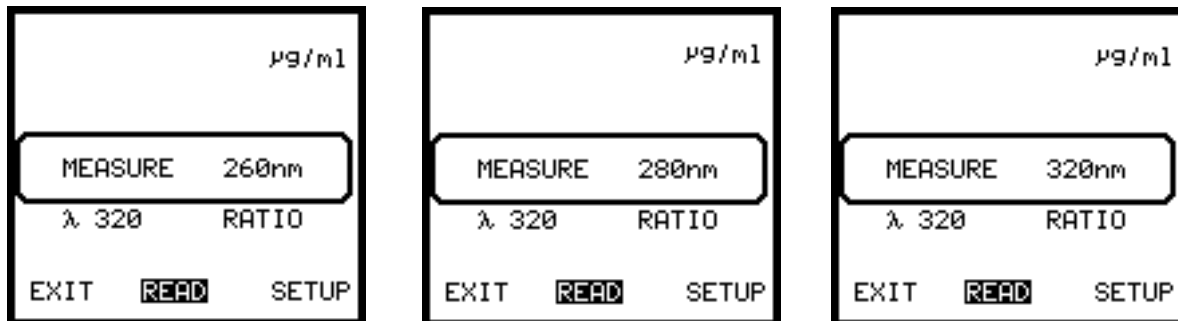 µg/ml
MEASURE 260nm
λ 320 RATIO
EXIT READ SETUP
µg/ml
MEASURE 280nm
λ 320 RATIO
EXIT READ SETUP
µg/ml
MEASURE 320nm
λ 320 RATIO
EXIT READ SETUP